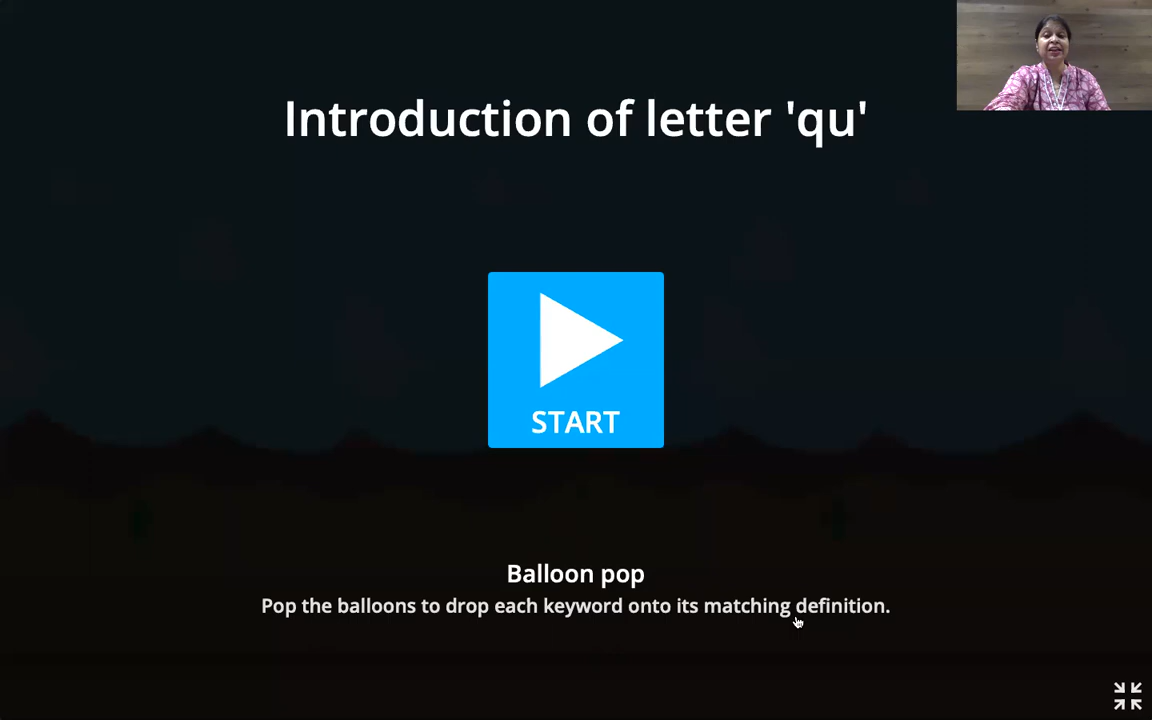 Introduction of letter 'qu'
START
Balloon pop
Pop the balloons to drop each keyword onto its matching definition.